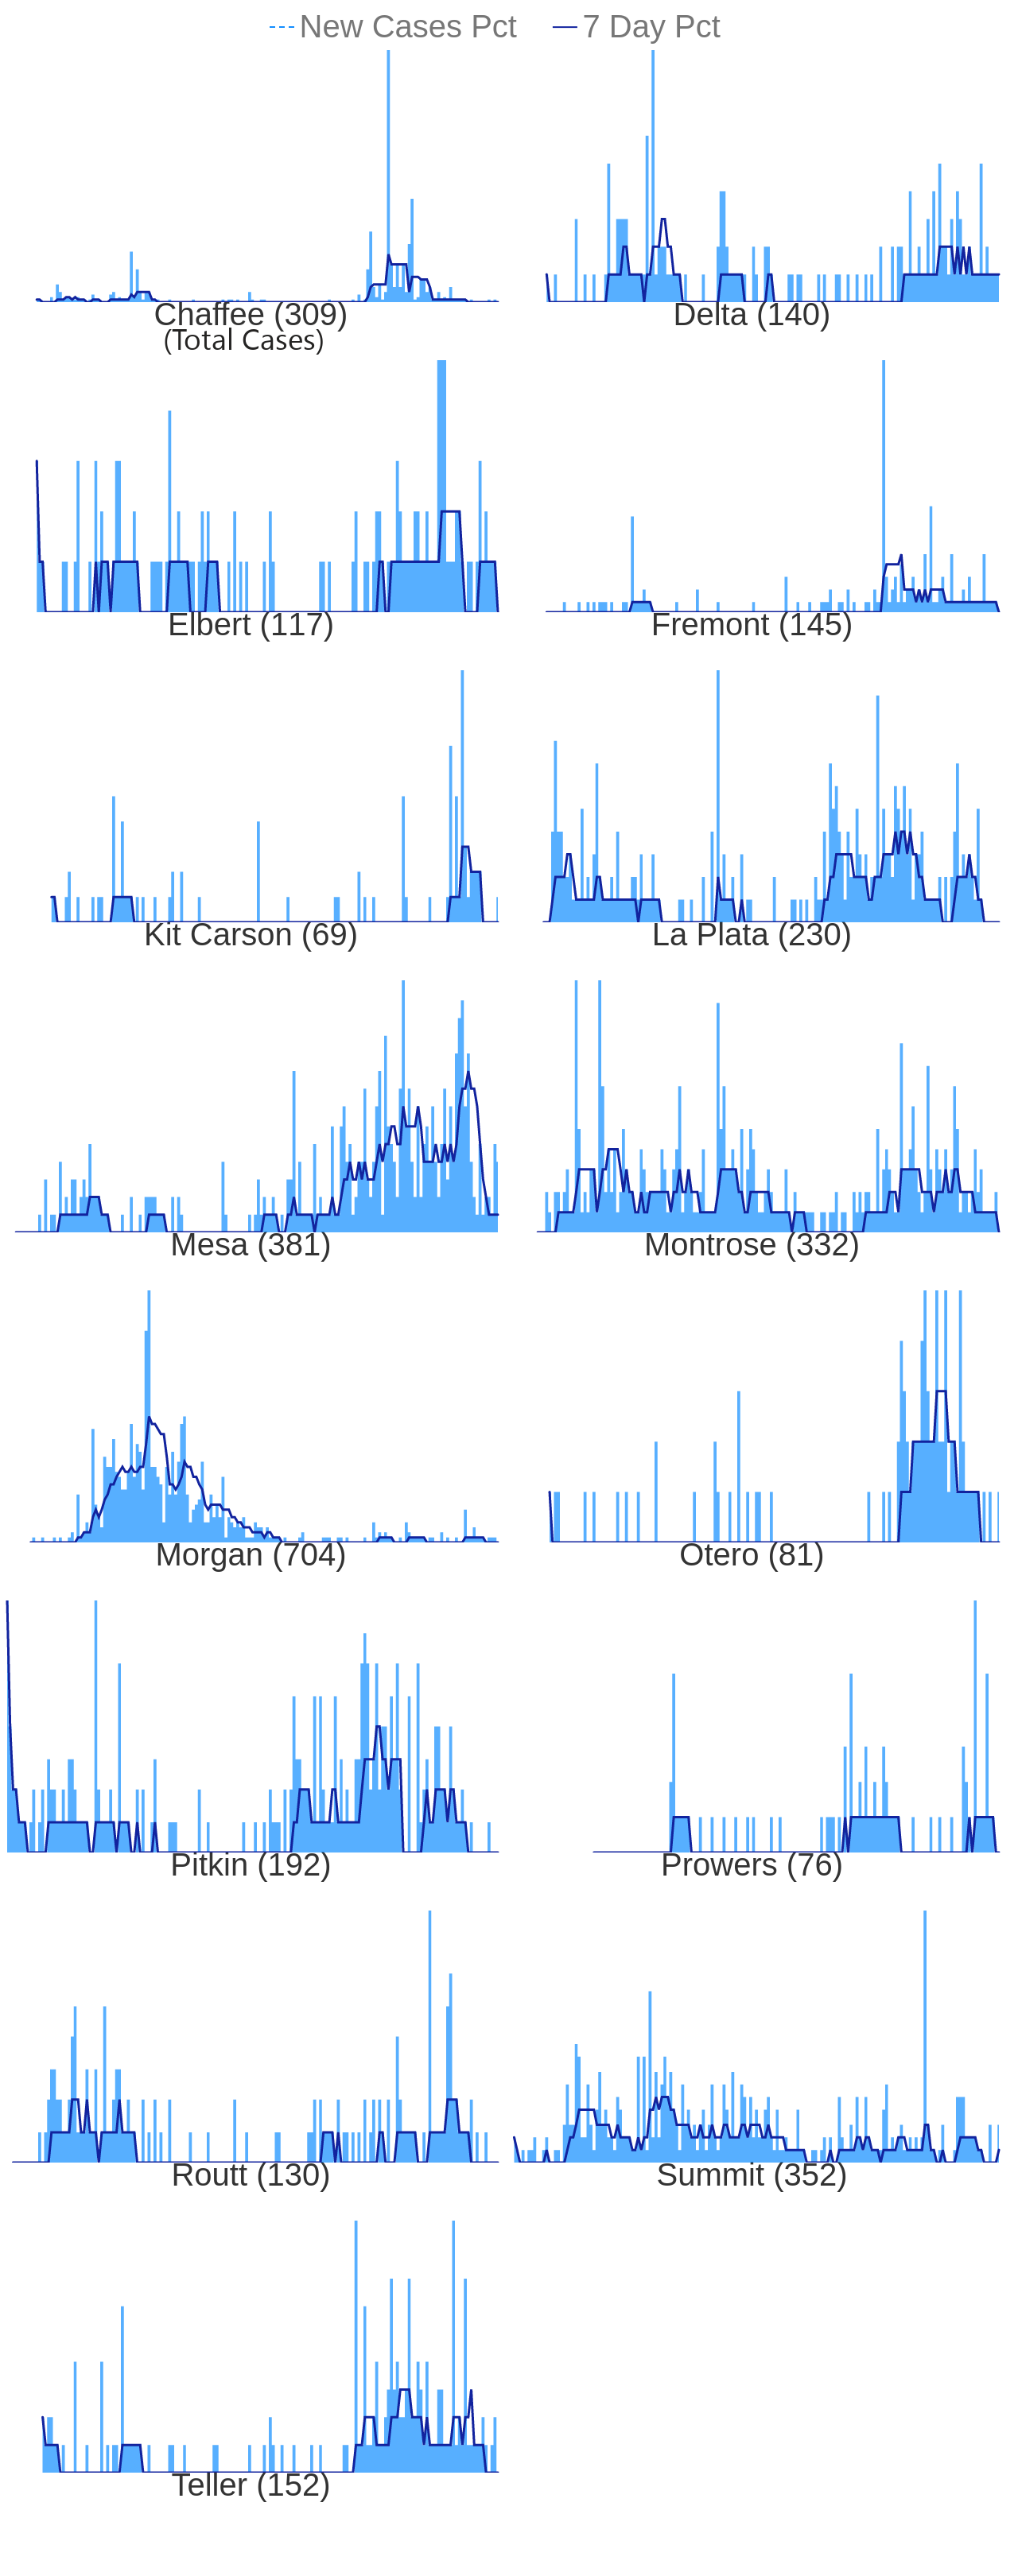 New Cases Pct 7 Day Pct
Chaffee (309) Delta (140)
(Total Cases)
Elbert (117) Fremont (145)
Kit Carson (69) La Plata (230)
Mesa (381) Montrose (332)
Morgan (704) Otero (81)
Pitkin (192) Prowers (76)
Routt (130) Summit (352)
Teller (152)